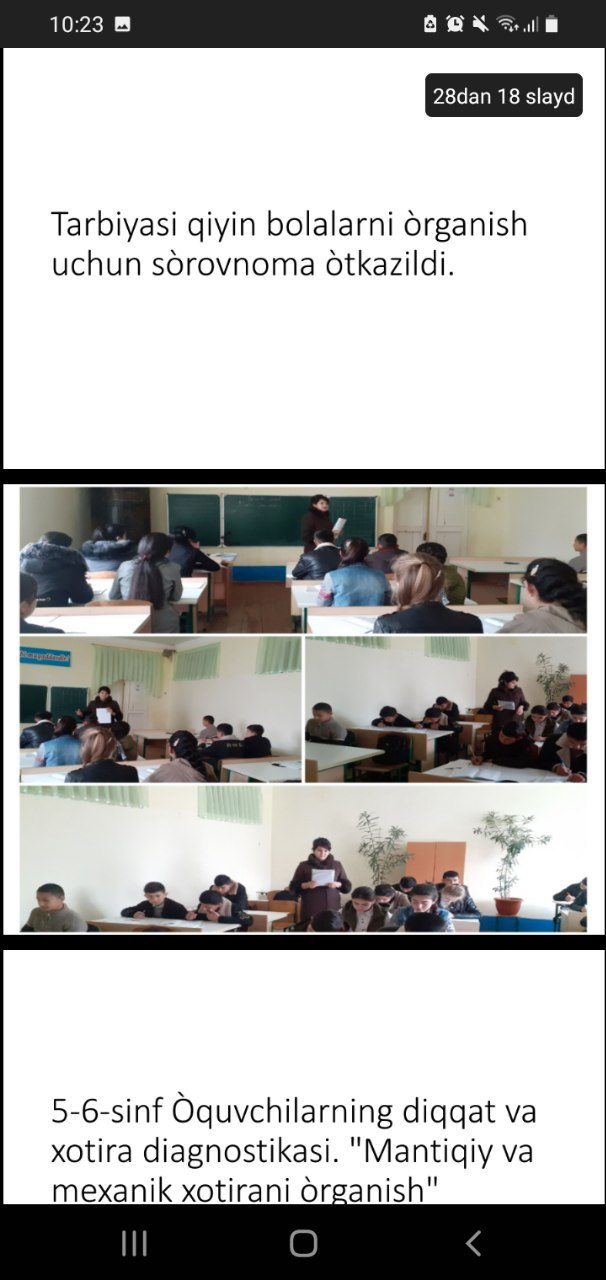 10:23
28dan 18 slayd
Tarbiyasi qiyin bolalarni òrganish
uchun sòrovnoma òtkazildi.
5-6-sinf Òquvchilarning diqqat va
xotira diagnostikasi. "Mantiqiy va
mexanik xotirani òrganish"